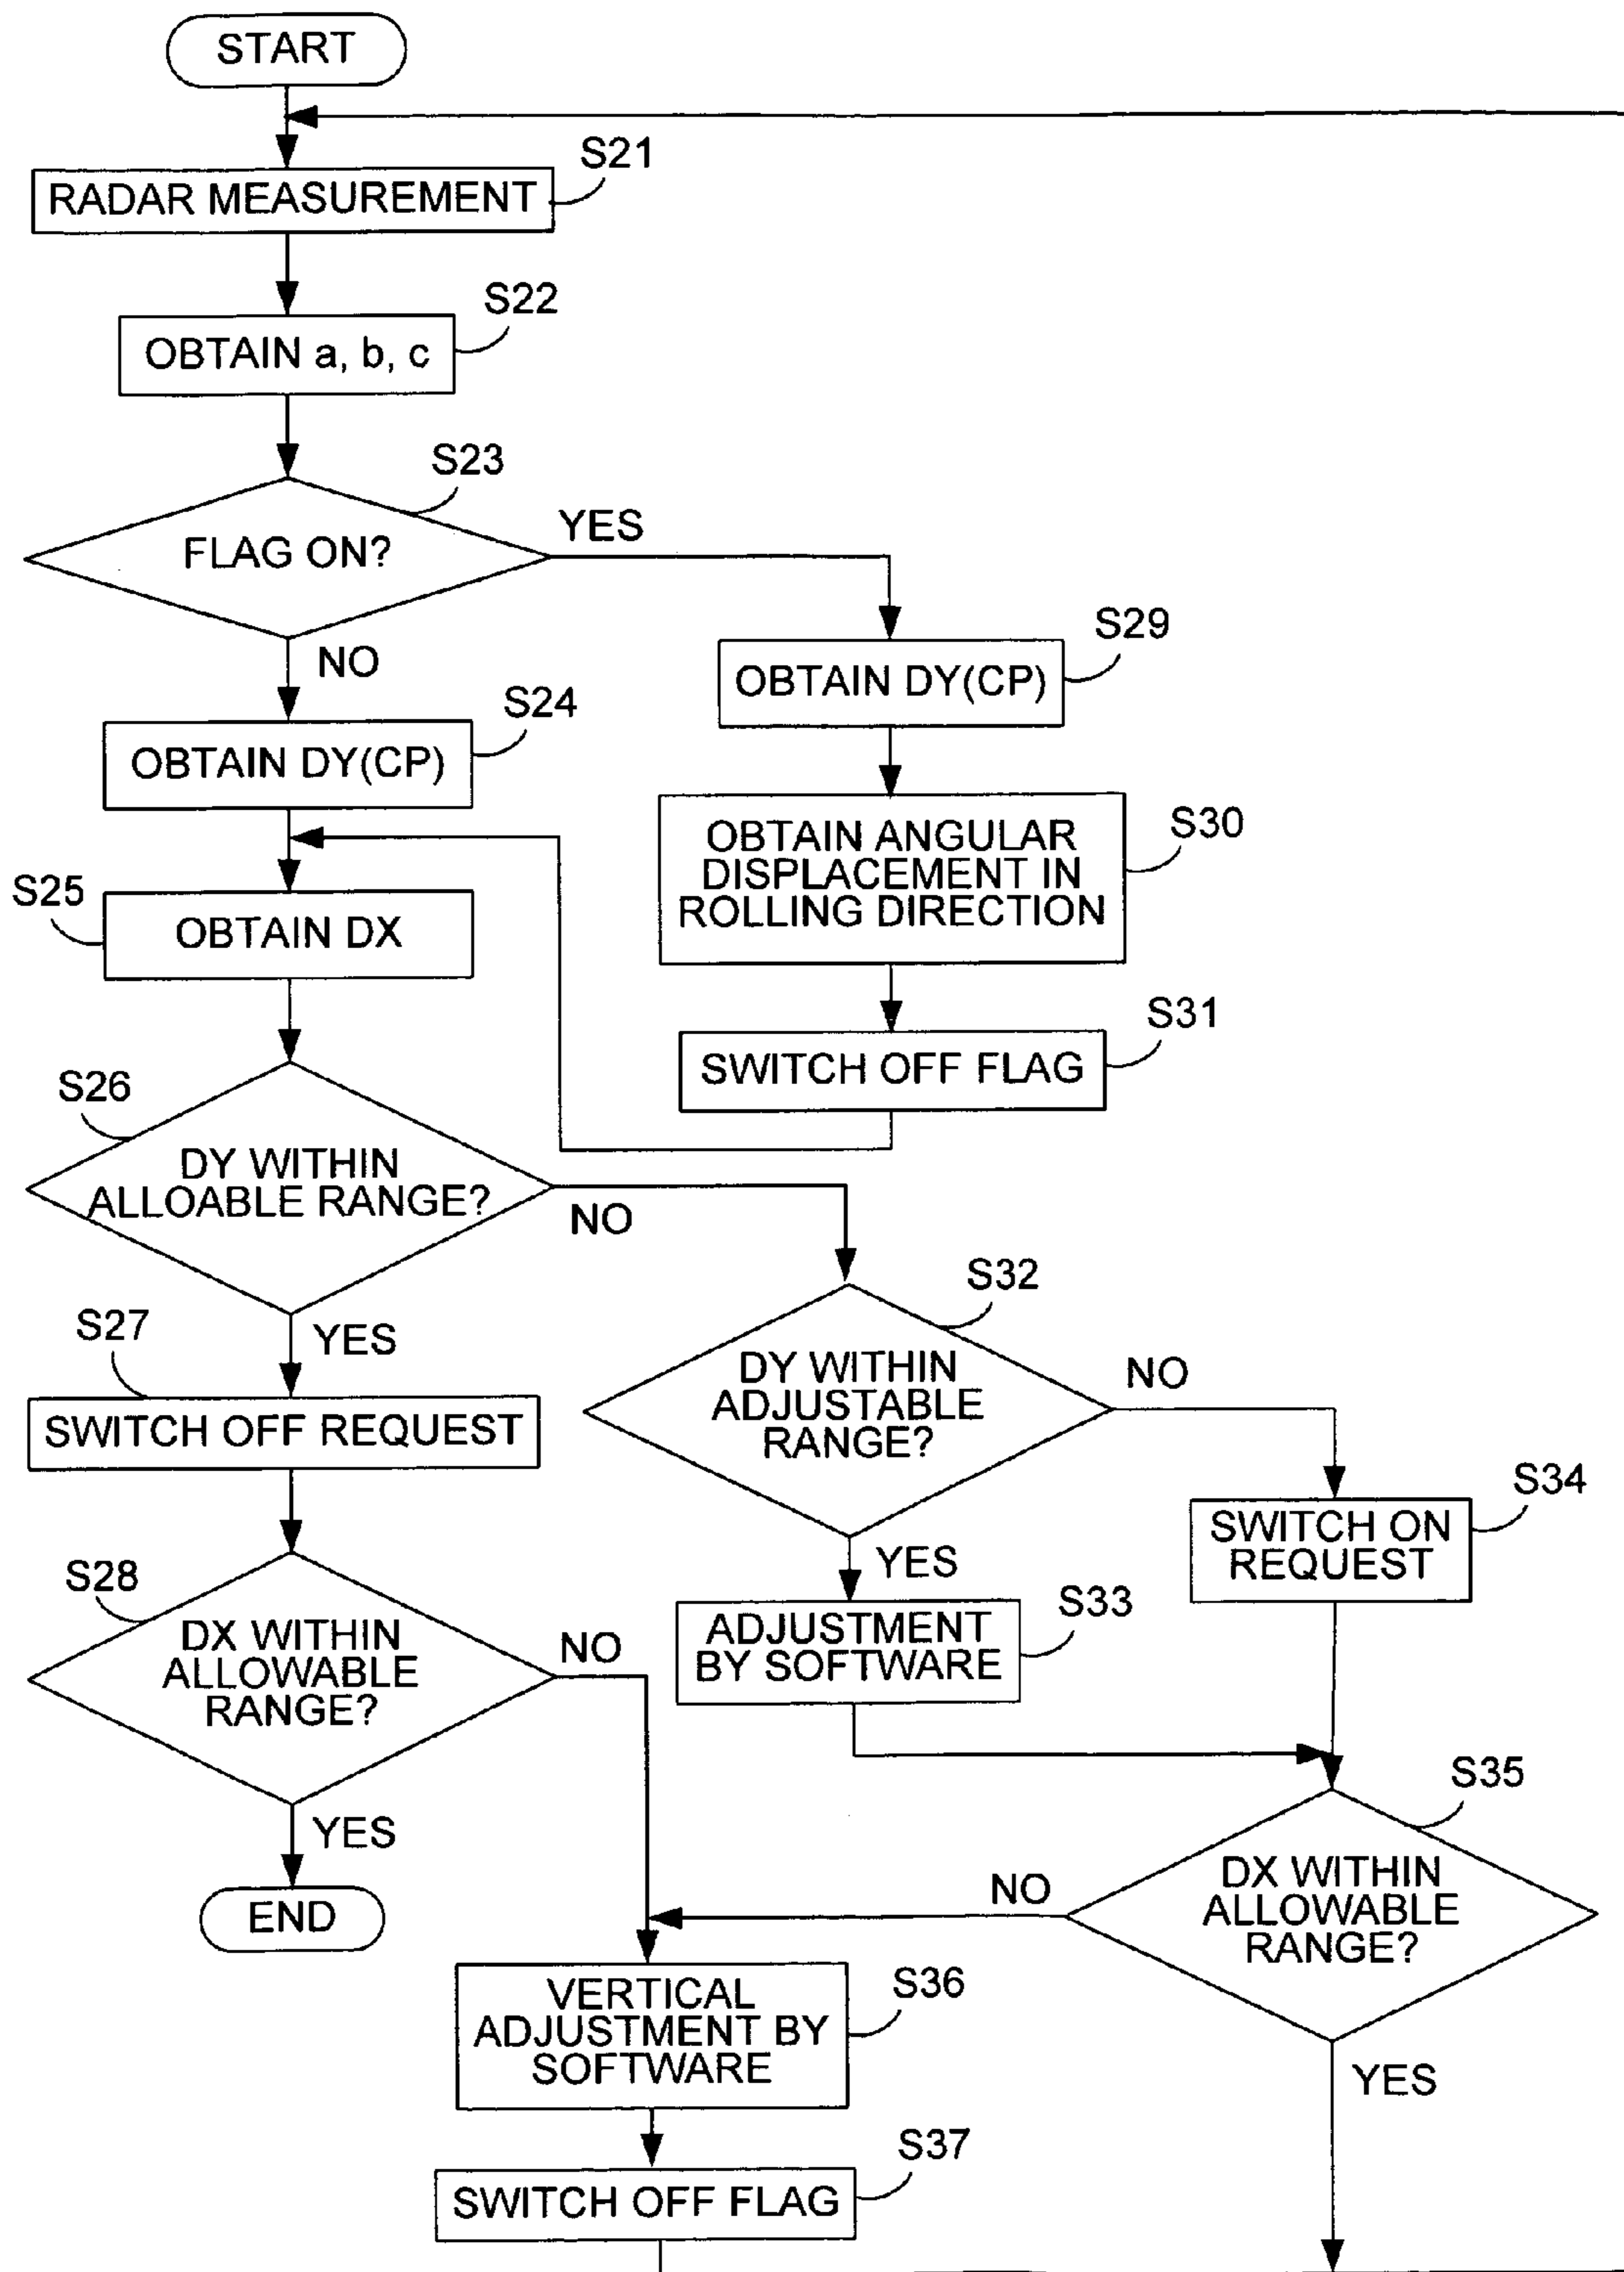 START
S21
RADAR MEASUREMENT
S22
OBTAIN a, b, c
S23
FLAG ON?
YES
NO
S29
OBTAIN DY(CP)
S24
OBTAIN DY(CP)
S30
OBTAIN ANGULAR
DISPLACEMENT IN
ROLLING DIRECTION
S25
OBTAIN DX
S31
SWITCH OFF FLAG
S26
DY WITHIN
ALLOABLE RANGE?
NO
YES
S32
DY WITHIN
ADJUSTABLE
RANGE?
NO
YES
S27
SWITCH OFF REQUEST
S34
SWITCH ON
REQUEST
S33
ADJUSTMENT
BY SOFTWARE
S28
DX WITHIN
ALLOWABLE
RANGE?
NO
YES
END
S35
DX WITHIN
ALLOWABLE
RANGE?
NO
YES
S36
VERTICAL
ADJUSTMENT BY
SOFTWARE
S37
SWITCH OFF FLAG